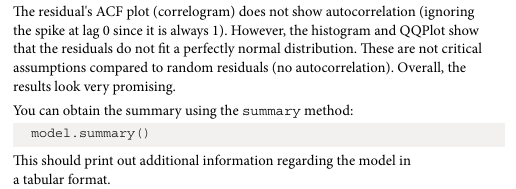 The residual's ACF plot (correlogram) does not show autocorrelation (ignoring
the spike at lag 0 since it is always 1). However, the histogram and QQPlot show
that the residuals do not fit a perfectly normal distribution. These are not critical
assumptions compared to random residuals (no autocorrelation). Overall, the
results look very promising.
You can obtain the summary using the summary method:
model.summary()
This should print out additional information regarding the model in
a tabular format.